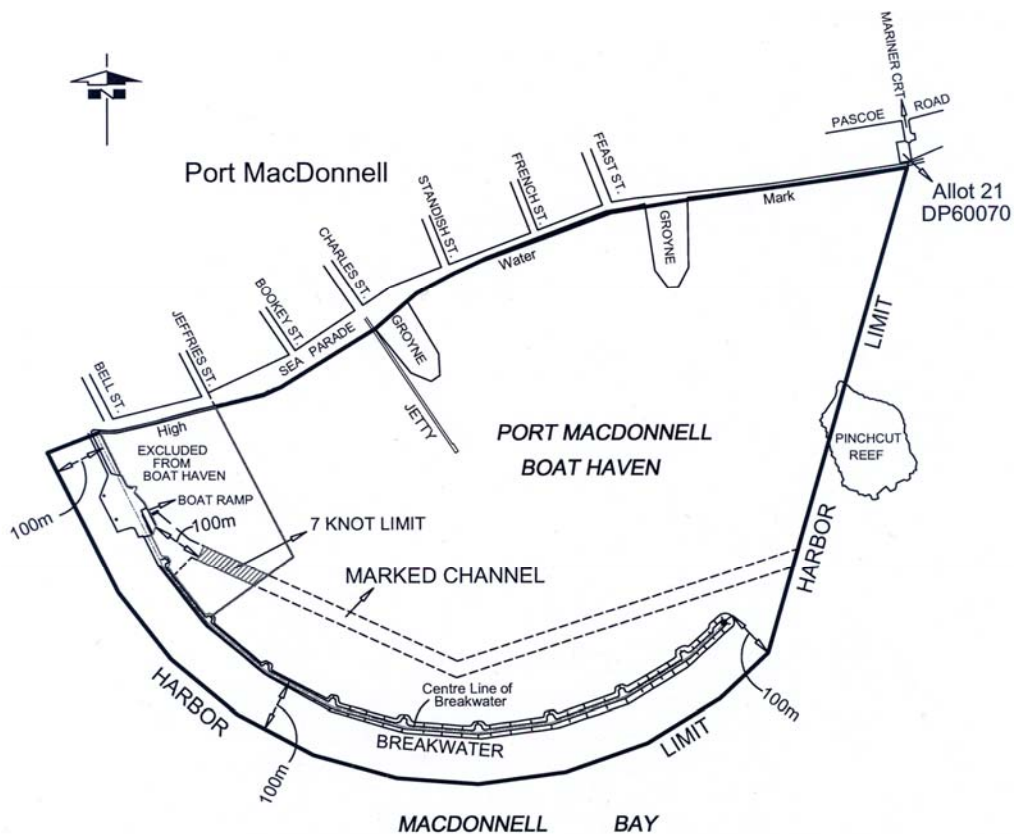 N
MARINER CRT
PASCOE ROAD
Port MacDonnell
Allot 21
DP60070
FEAST ST.
FRENCH ST.
STANDISH ST.
CHARLES ST.
BOOKEY ST.
JEFFRIES ST.
BELL ST.
SEA PARADE
High Water Mark
GROYNE
GROYNE
JETTY
LIMIT
PORT MACDONNELL
BOAT HAVEN
PINCHCUT
REEF
EXCLUDED
FROM
BOAT HAVEN
BOAT RAMP
100m
100m
7 KNOT LIMIT
MARKED CHANNEL
HARBOR
Centre Line of
Breakwater
BREAKWATER
100m
HARBOR
100m
LIMIT
MACDONNELL BAY